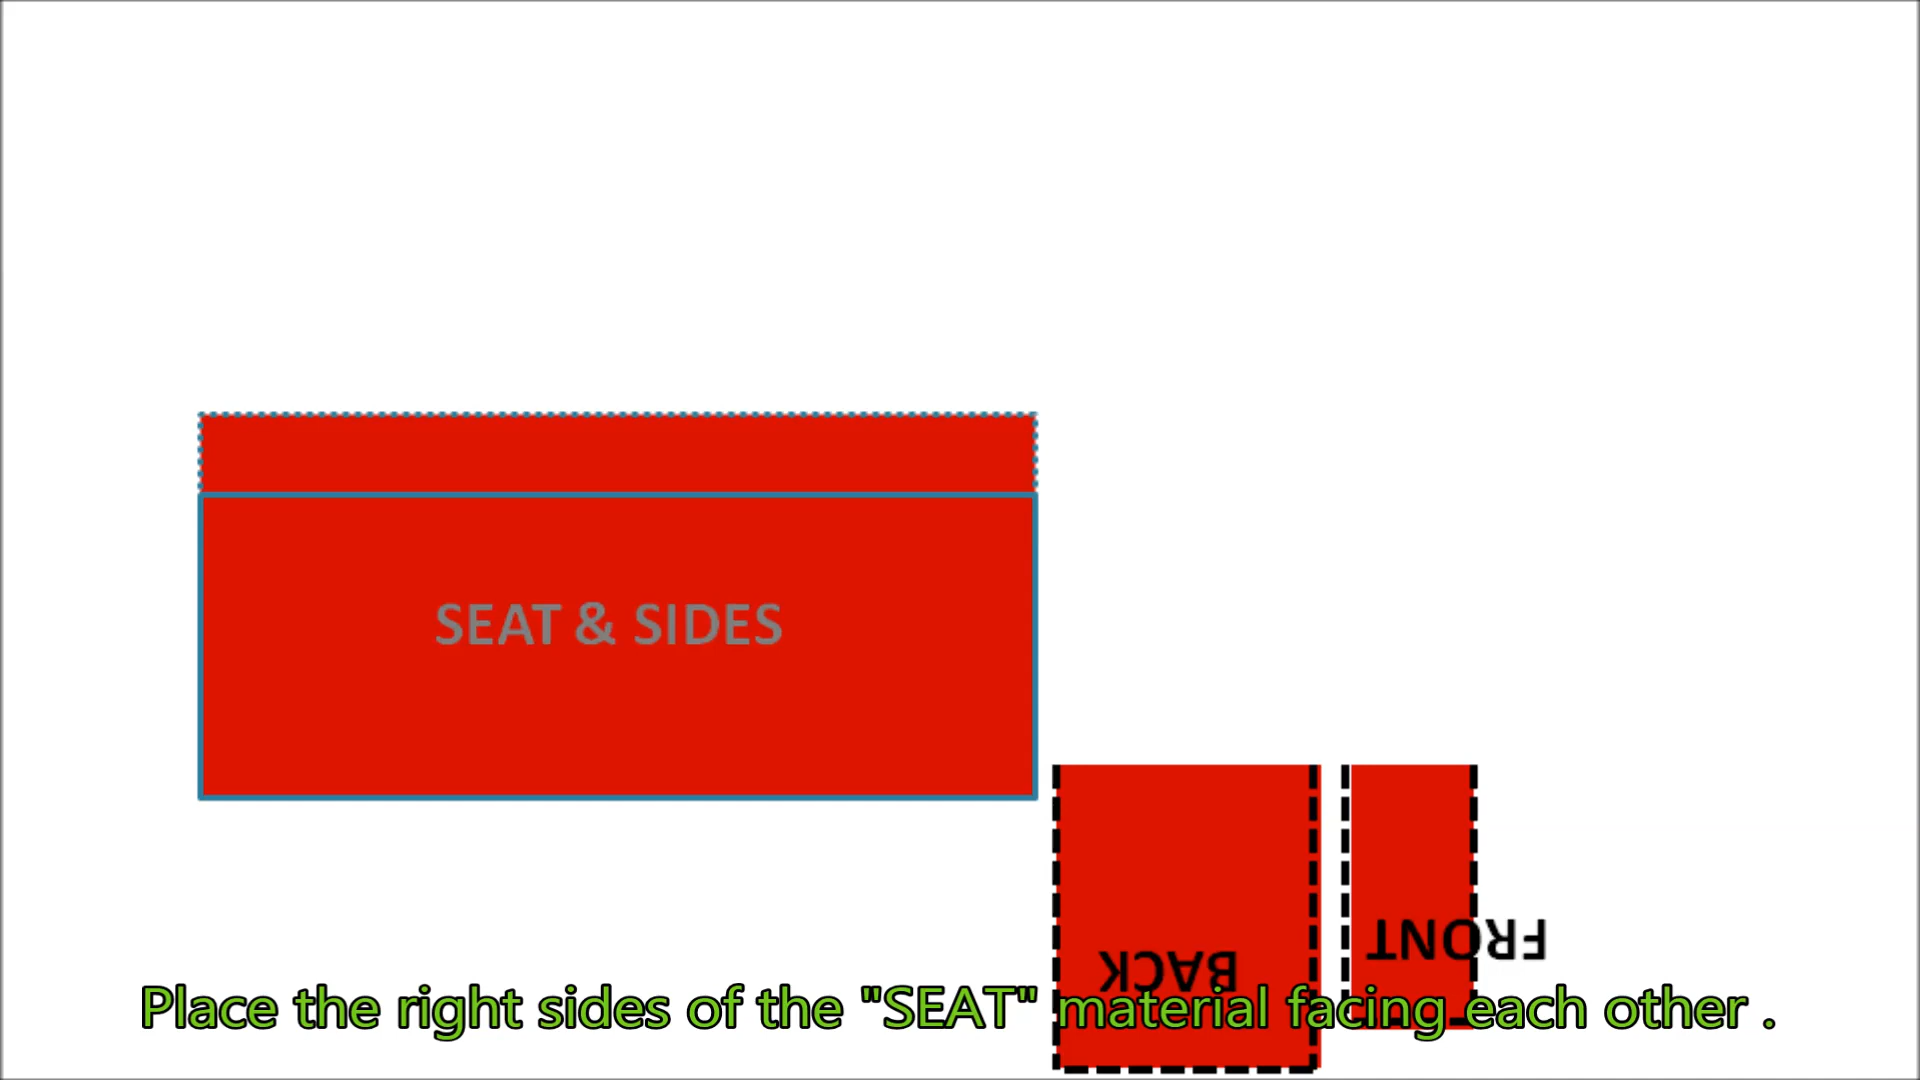 SEAT & SIDES
FRONT
BACK
Place the right sides of the "SEAT" material facing each other .